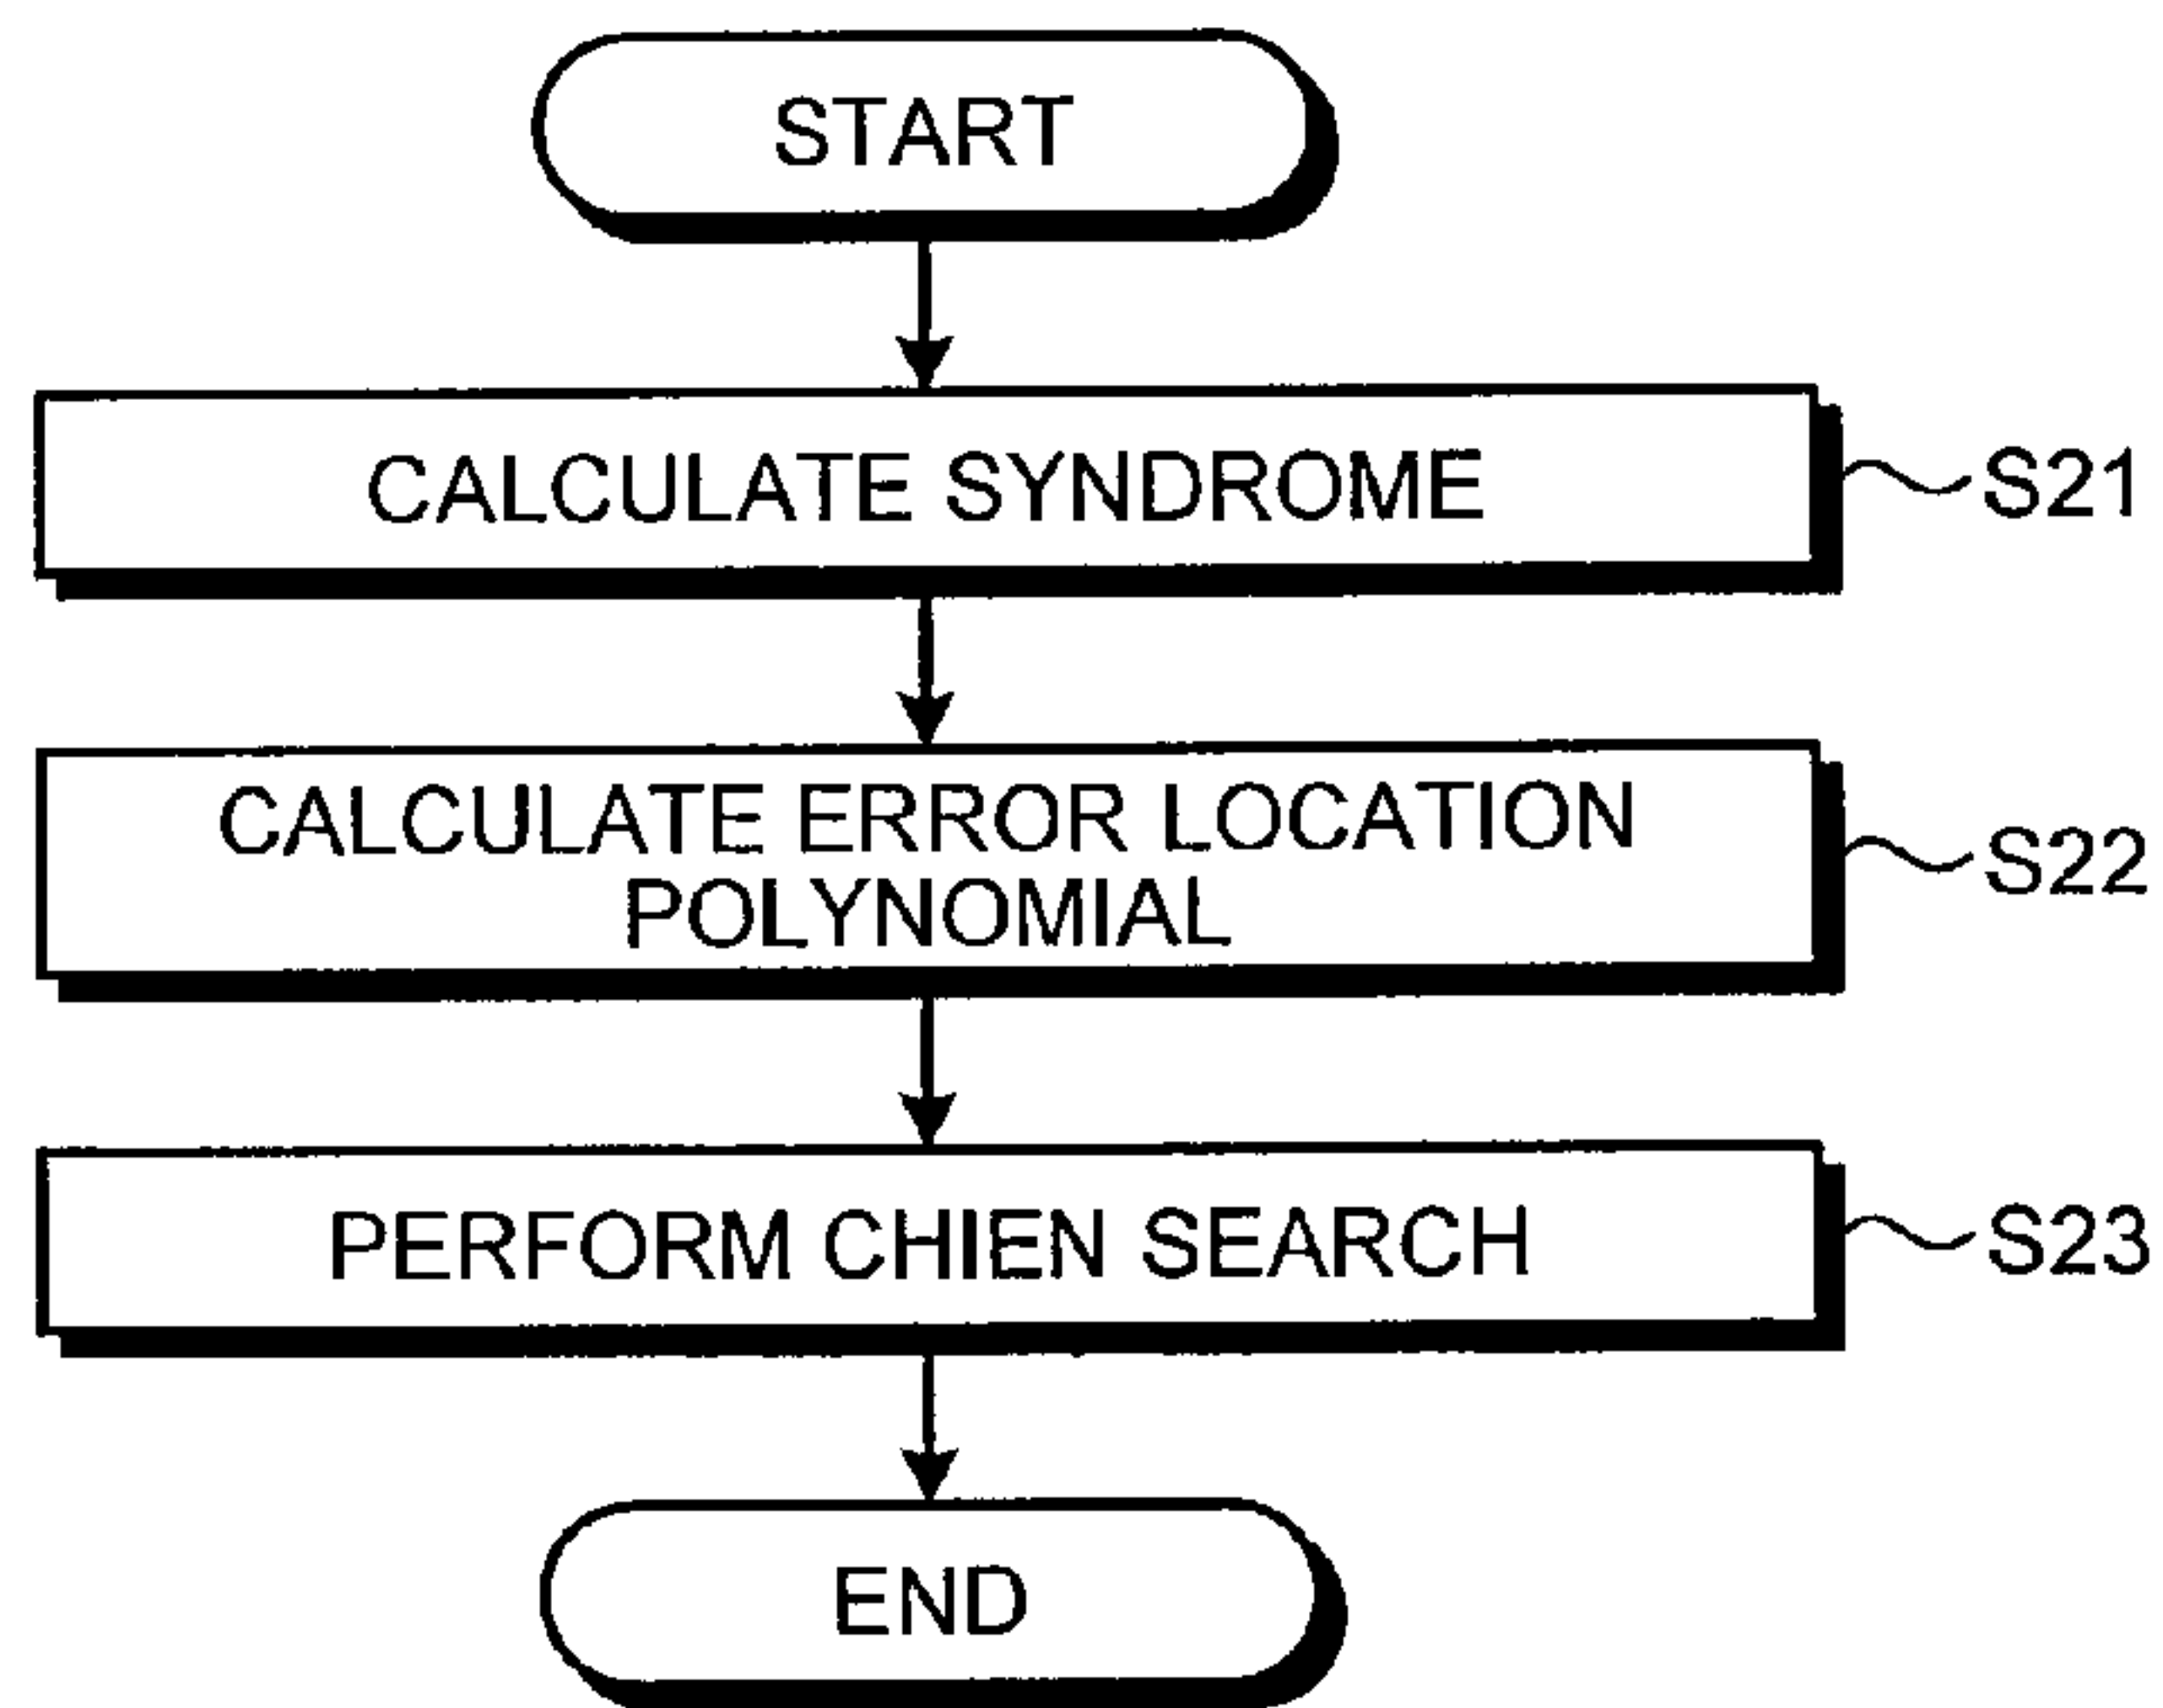 START
CALCULATE SYNDROME
S21
CALCULATE ERROR LOCATION
POLYNOMIAL
S22
PERFORM CHIEN SEARCH
S23
END